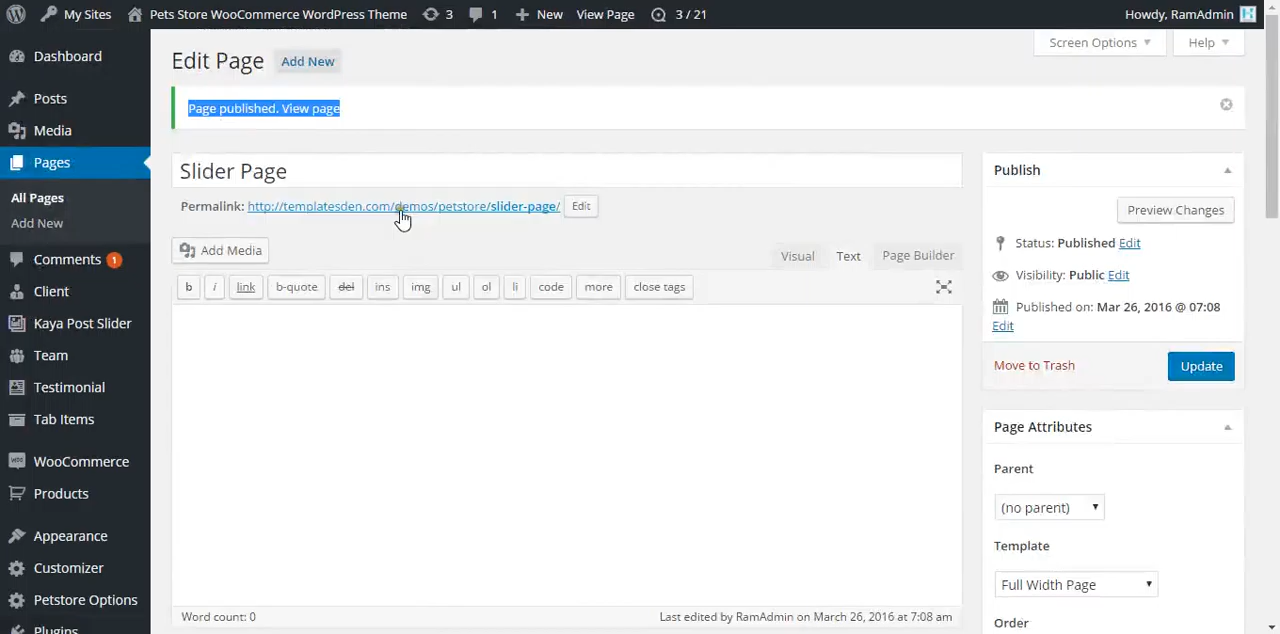 My Sites Pets Store WooCommerce WordPress Theme 3 1 New View Page 3 / 21 Howdy, RamAdmin
Screen Options Help
Dashboard
Posts
Media
Pages
All Pages
Add New
Comments 1
Client
Kaya Post Slider
Team
Testimonial
Tab Items
WooCommerce
Products
Appearance
Customizer
Petstore Options
Plugins
Edit Page Add New
Page published. View page
Slider Page
Permalink: http://templatesden.com/demos/petstore/slider-page/ Edit
Add Media
Visual Text Page Builder
b i link b-quote del ins img ul ol li code more close tags
Word count: 0 Last edited by RamAdmin on March 26, 2016 at 7:08 am
Publish
Preview Changes
Status: Published Edit
Visibility: Public Edit
Published on: Mar 26, 2016 @ 07:08
Edit
Move to Trash Update
Page Attributes
Parent
(no parent)
Template
Full Width Page
Order